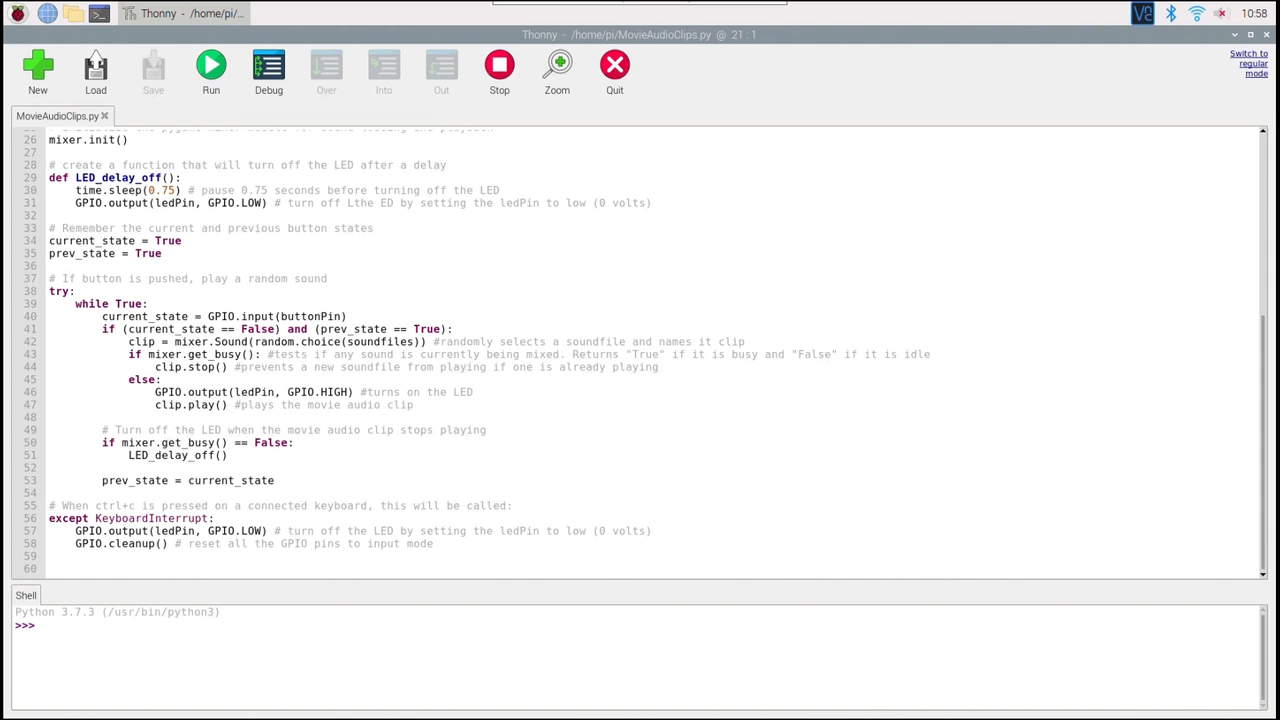 Thonny - /home/pi/...
10:58
Thonny - /home/pi/MovieAudioClips.py @ 21 : 1
New
Load
Save
Run
Debug
Over
Into
Out
Stop
Zoom
Quit
Switch to
regular
mode
MovieAudioClips.py
26 mixer.init()
27
28 # create a function that will turn off the LED after a delay
29 def LED_delay_off():
30     time.sleep(0.75) # pause 0.75 seconds before turning off the LED
31     GPIO.output(ledPin, GPIO.LOW) # turn off Lthe ED by setting the ledPin to low (0 volts)
32
33 # Remember the current and previous button states
34 current_state = True
35 prev_state = True
36
37 # If button is pushed, play a random sound
38 try:
39     while True:
40         current_state = GPIO.input(buttonPin)
41         if (current_state == False) and (prev_state == True):
42             clip = mixer.Sound(random.choice(soundfiles)) #randomly selects a soundfile and names it clip
43             if mixer.get_busy(): #tests if any sound is currently being mixed. Returns "True" if it is busy and "False" if it is idle
44                 clip.stop() #prevents a new soundfile from playing if one is already playing
45             else:
46                 GPIO.output(ledPin, GPIO.HIGH) #turns on the LED
47                 clip.play() #plays the movie audio clip
48
49         # Turn off the LED when the movie audio clip stops playing
50         if mixer.get_busy() == False:
51             LED_delay_off()
52
53         prev_state = current_state
54
55 # When ctrl+c is pressed on a connected keyboard, this will be called:
56 except KeyboardInterrupt:
57     GPIO.output(ledPin, GPIO.LOW) # turn off the LED by setting the ledPin to low (0 volts)
58     GPIO.cleanup() # reset all the GPIO pins to input mode
59
60
Shell
Python 3.7.3 (/usr/bin/python3)
>>>